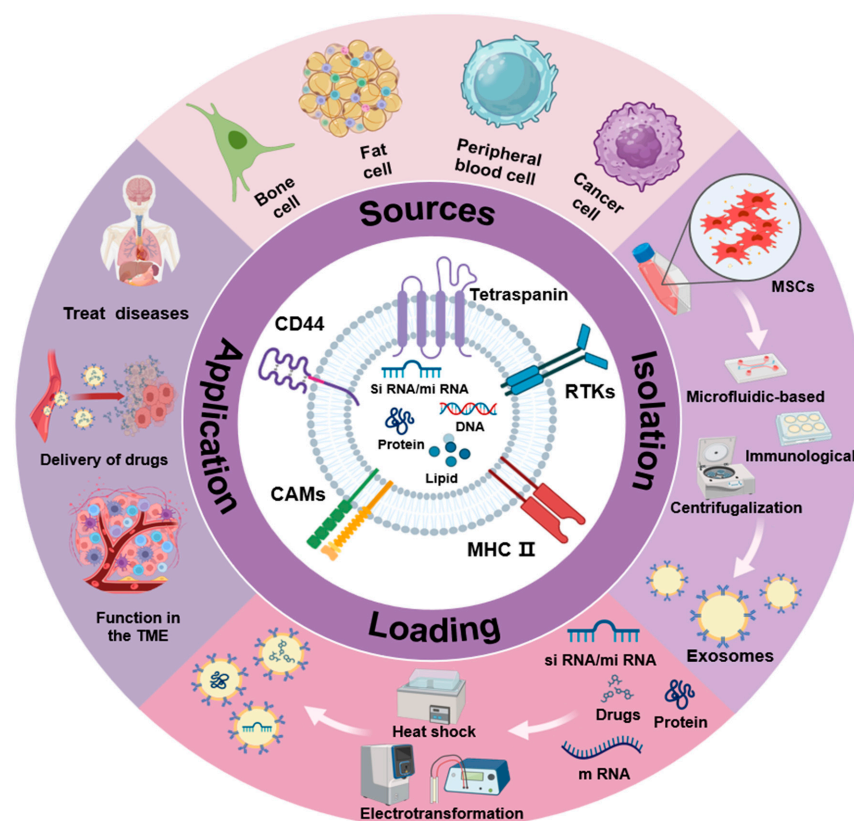 Bone
cell
Fat
cell
Peripheral
blood cell
Cancer
cell
Sources
MSCs
Microfluidic-based
Immunological
Centrifugalization
Exosomes
Isolation
si RNA/mi RNA
Drugs
Protein
m RNA
Heat shock
Electrotransformation
Loading
Treat diseases
Delivery of drugs
Function in
the TME
Application
Tetraspanin
CD44
RTKs
Si RNA/mi RNA
DNA
Protein
Lipid
CAMs
MHC II